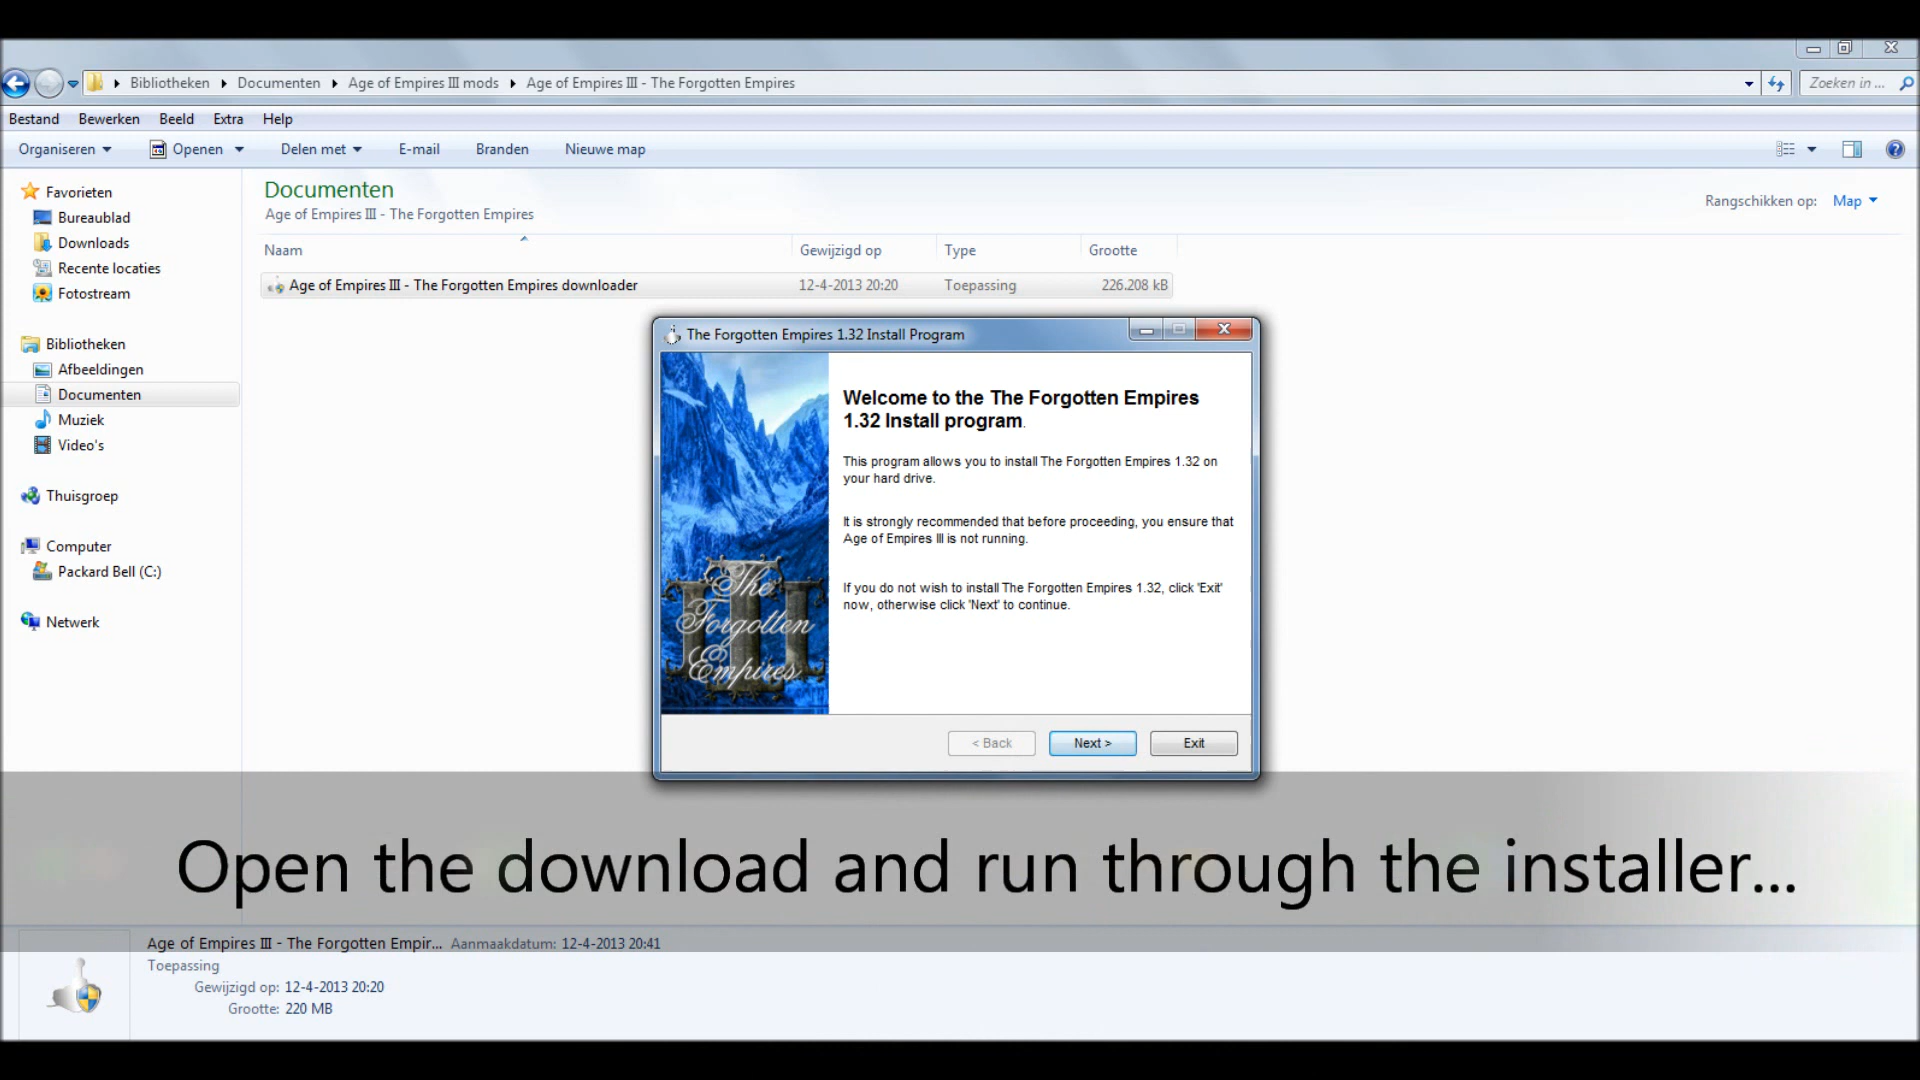 Bibliotheken Documenten Age of Empires III mods Age of Empires III - The Forgotten Empires
Zoeken in ...
Bestand Bewerken Beeld Extra Help
Organiseren Openen Delen met E-mail Branden Nieuwe map
Favorieten
Bureaublad
Downloads
Recente locaties
Fotostream
Bibliotheken
Afbeeldingen
Documenten
Muziek
Video's
Thuisgroep
Computer
Packard Bell (C:)
Netwerk
Documenten
Age of Empires III - The Forgotten Empires
Rangschikken op: Map
Naam Gewijzigd op Type Grootte
Age of Empires III - The Forgotten Empires downloader 12-4-2013 20:20 Toepassing 226.208 kB
The Forgotten Empires 1.32 Install Program
The
Forgotten
Empires
Welcome to the The Forgotten Empires
1.32 Install program.
This program allows you to install The Forgotten Empires 1.32 on
your hard drive.
It is strongly recommended that before proceeding, you ensure that
Age of Empires III is not running.
If you do not wish to install The Forgotten Empires 1.32, click 'Exit'
now, otherwise click 'Next' to continue.
< Back Next > Exit
Open the download and run through the installer...
Age of Empires III - The Forgotten Empir... Aanmaakdatum: 12-4-2013 20:41
Toepassing
Gewijzigd op: 12-4-2013 20:20
Grootte: 220 MB